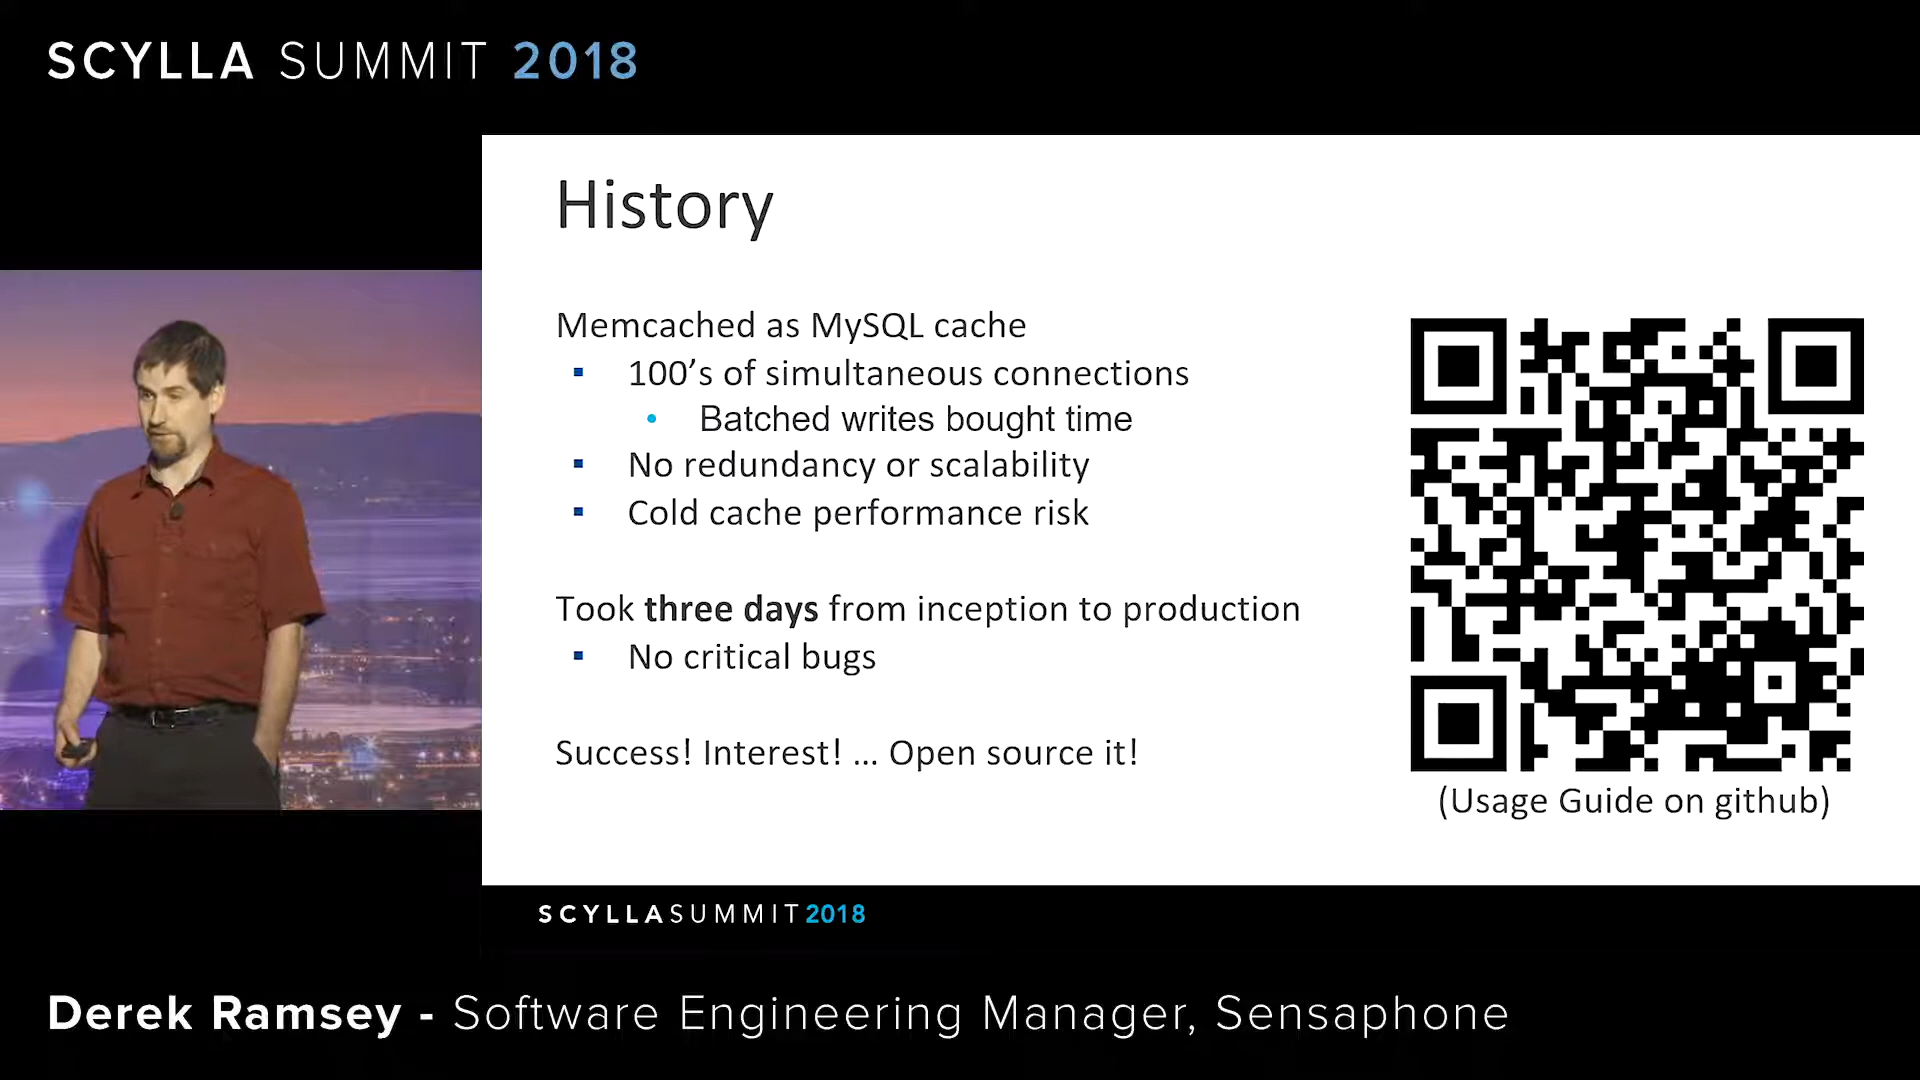 SCYLLA SUMMIT 2018
History
Memcached as MySQL cache
▪ 100’s of simultaneous connections
• Batched writes bought time
▪ No redundancy or scalability
▪ Cold cache performance risk
Took three days from inception to production
▪ No critical bugs
Success! Interest! ... Open source it!
(Usage Guide on github)
SCYLLASUMMIT2018
Derek Ramsey - Software Engineering Manager, Sensaphone